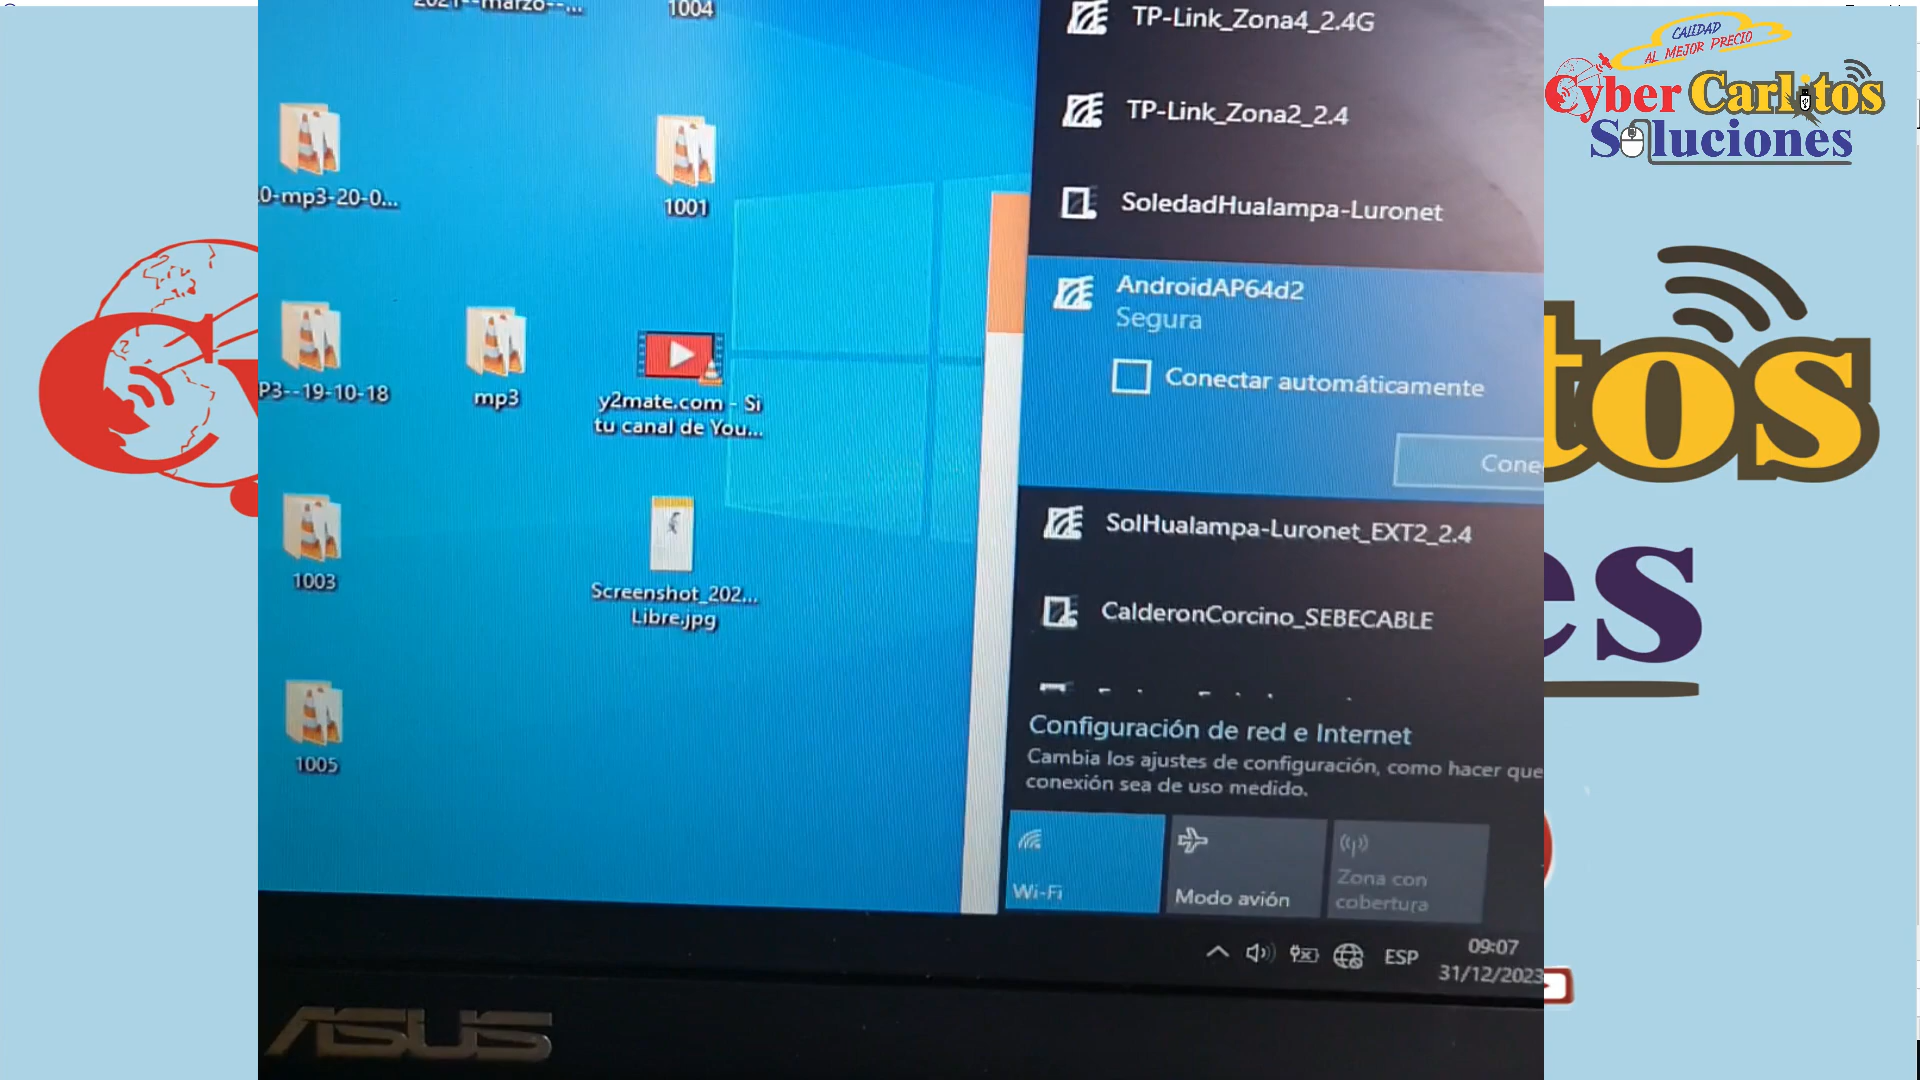 2021--marzo--...
1004
TP-Link_Zona4_2.4G
CALIDAD
AL MEJOR PRECIO
Cyber Carlitos
Soluciones
TP-Link_Zona2_2.4
0-mp3-20-0...
1001
SoledadHualampa-Luronet
AndroidAP64d2
Segura
Conectar automáticamente
P3--19-10-18
mp3
y2mate.com - Si
tu canal de You...
Cone
tos
SolHualampa-Luronet_EXT2_2.4
1003
Screenshot_202...
Libre.jpg
CalderonCorcino_SEBECABLE
es
Configuración de red e Internet
Cambia los ajustes de configuración, como hacer que
conexión sea de uso medido.
1005
Wi-Fi
Modo avión
Zona con
cobertura
ESP
09:07
31/12/2023
ASUS